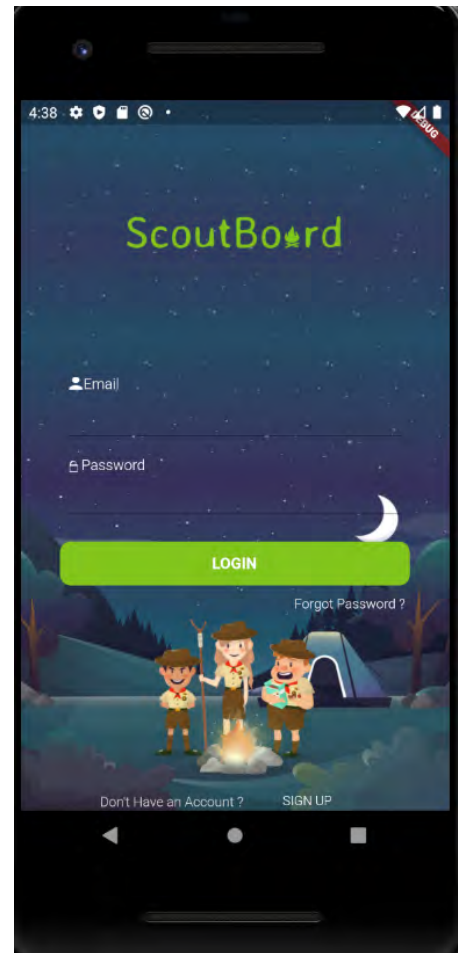 4:38
DEBUG
ScoutBoard
Email
Password
LOGIN
Forgot Password ?
Don't Have an Account ? SIGN UP